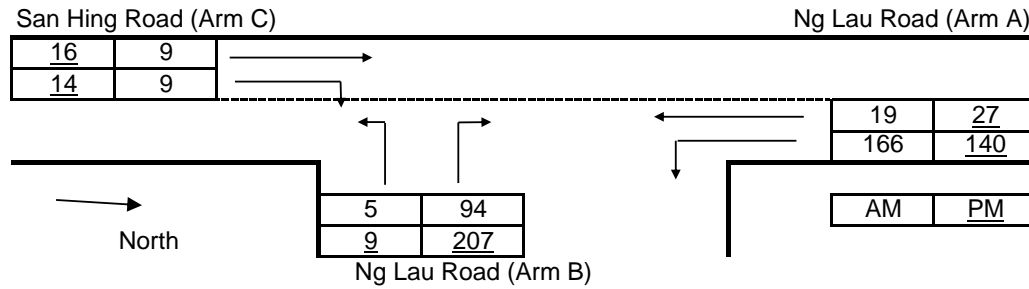 San Hing Road (Arm C) Ng Lau Road (Arm A)
16 9
14 9
19 27
166 140
5 94
9 207
AM PM
North
Ng Lau Road (Arm B)